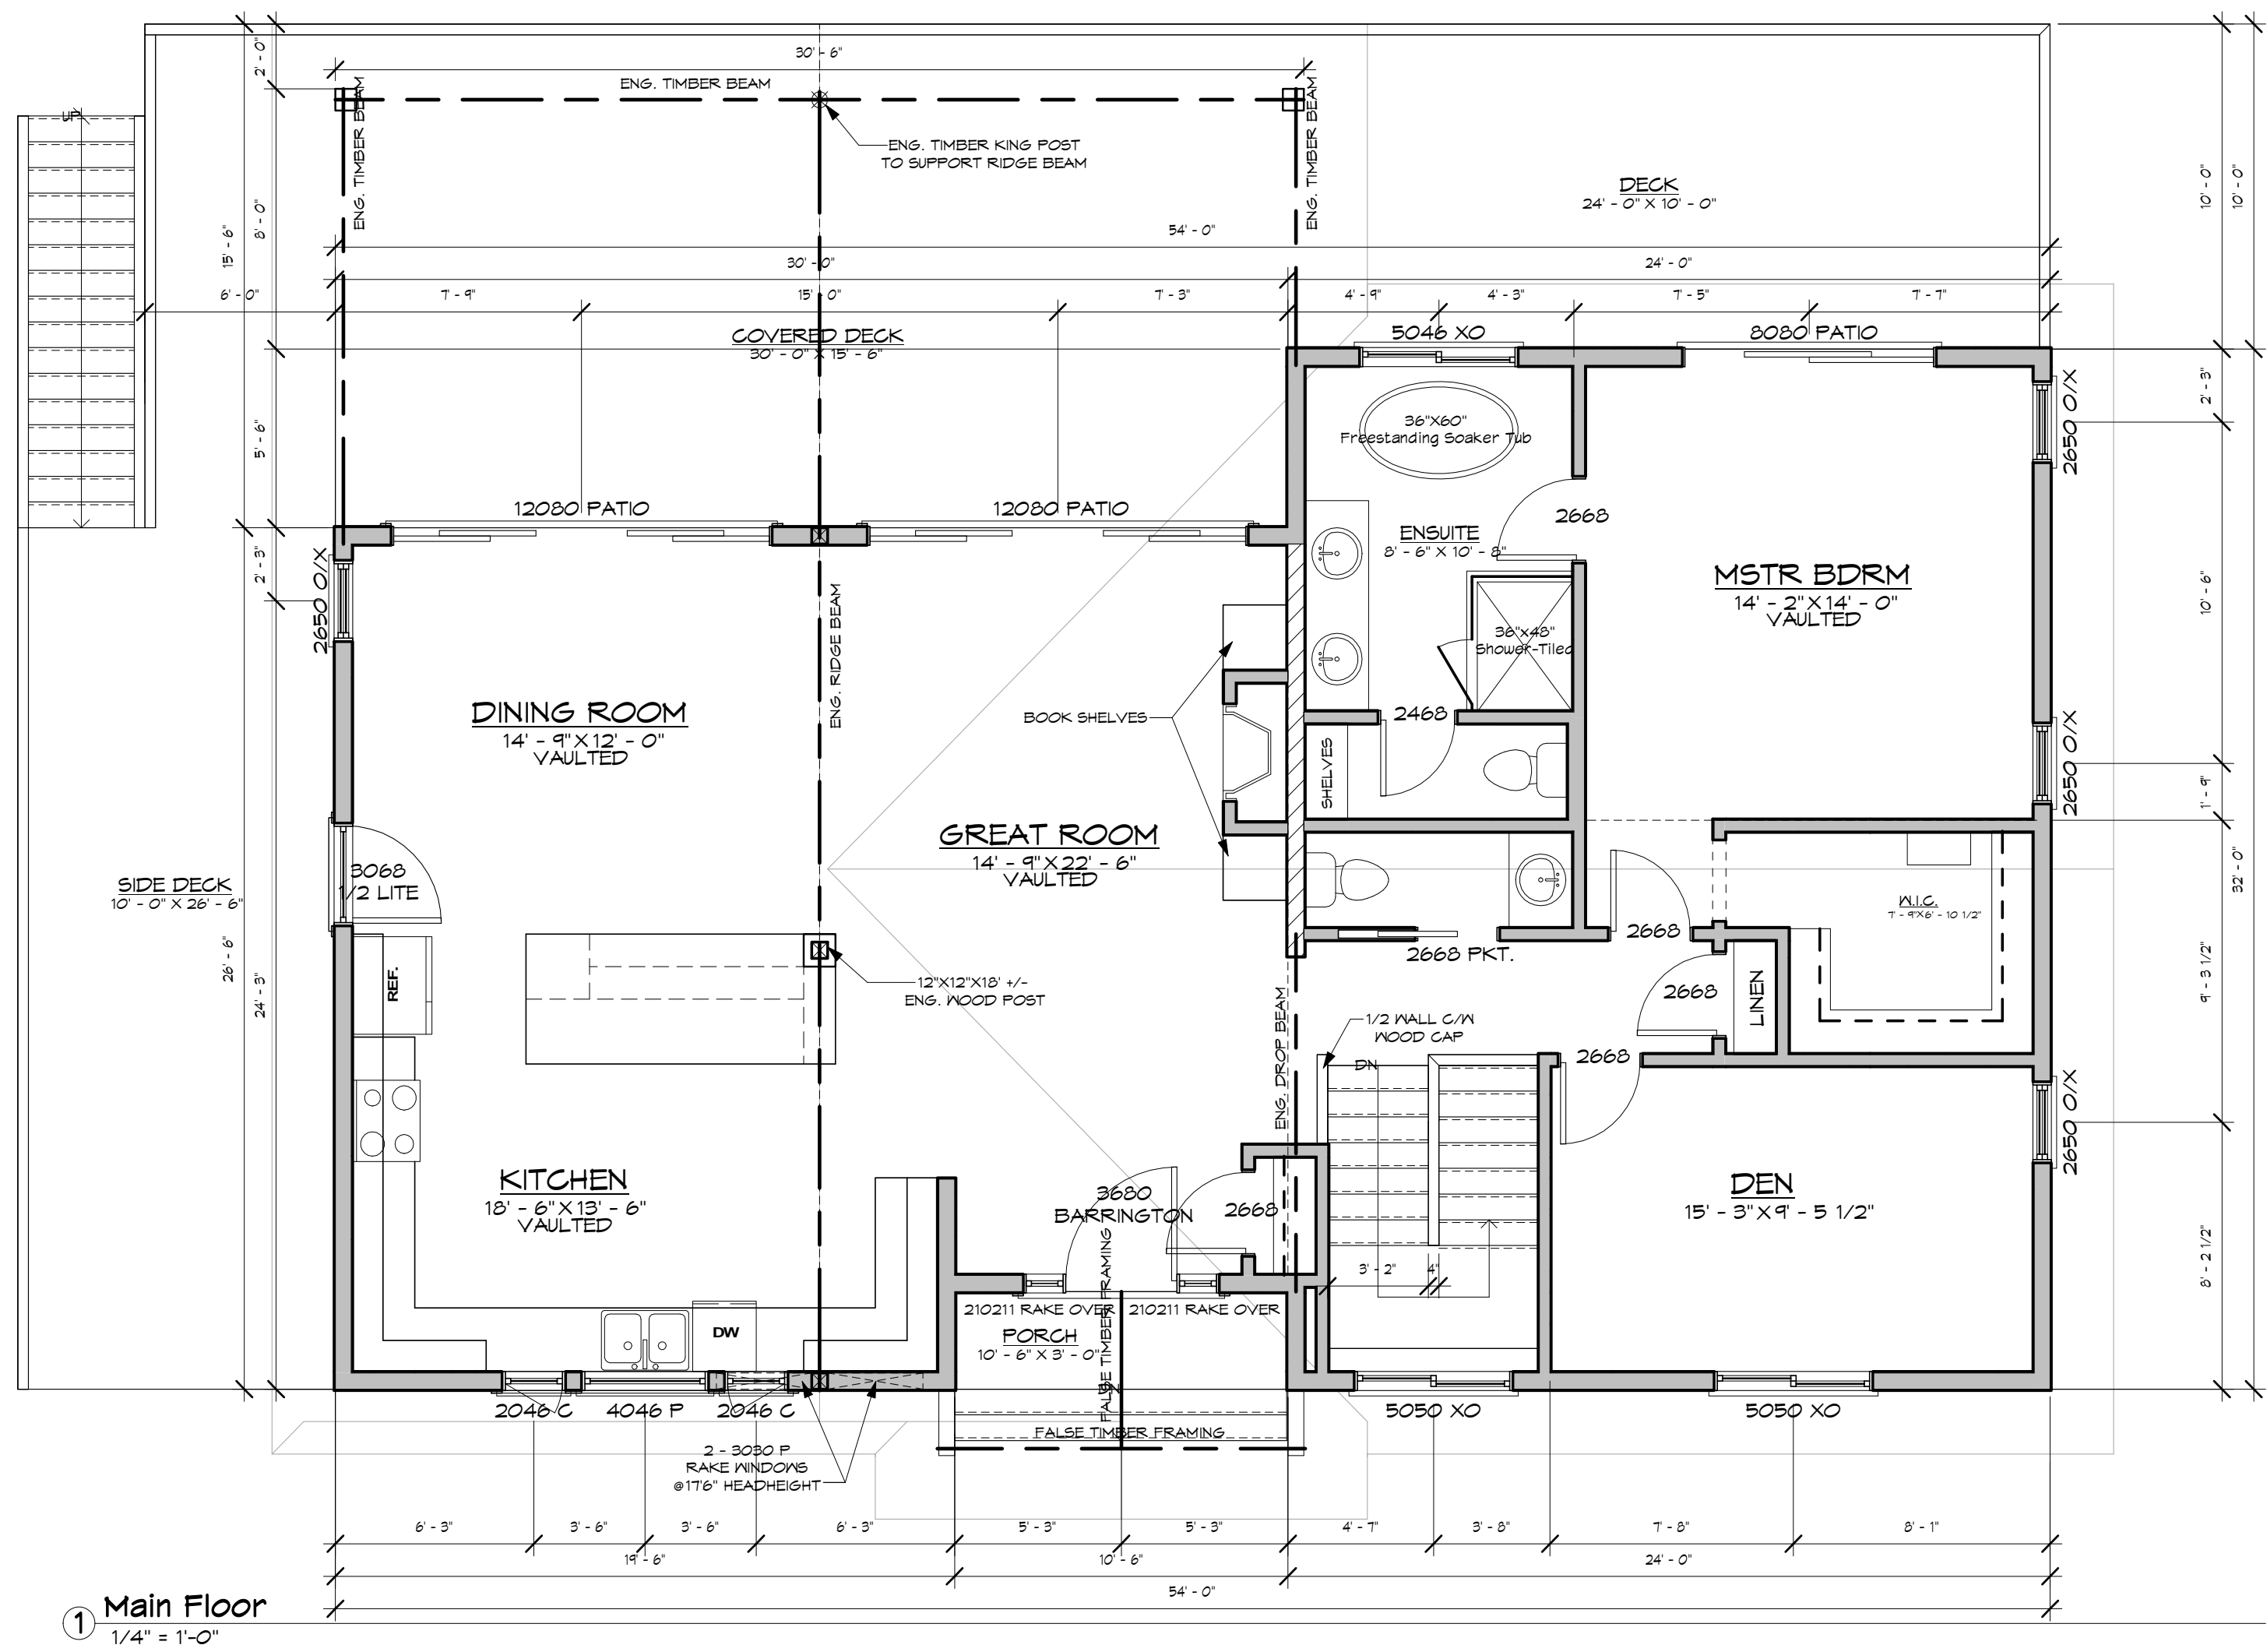 30' - 6"
ENG. TIMBER BEAM
ENG. TIMBER BEAM
ENG. TIMBER BEAM
2' - 0"
UP
ENG. TIMBER KING POST
TO SUPPORT RIDGE BEAM
DECK
24' - 0" X 10' - 0"
10' - 0"
10' - 0"
15' - 6"
8' - 0"
54' - 0"
30' - 0"
24' - 0"
6' - 0"
7' - 9"
15' - 0"
7' - 3"
4' - 9"
4' - 3"
7' - 5"
7' - 7"
COVERED DECK
30' - 0" X 15' - 6"
5046 XO
8080 PATIO
2' - 3"
2650 O/X
36"X60"
Freestanding Soaker Tub
5' - 6"
12080 PATIO
12080 PATIO
2668
ENSUITE
8' - 6" X 10' - 8"
2' - 3"
2650 O/X
MSTR BDRM
14' - 2" X 14' - 0"
VAULTED
10' - 6"
ENG. RIDGE BEAM
36"x48"
Shower-Tiled
DINING ROOM
14' - 9" X 12' - 0"
VAULTED
BOOK SHELVES
2468
SHELVES
2650 O/X
1' - 9"
GREAT ROOM
14' - 9" X 22' - 6"
VAULTED
3068
1/2 LITE
SIDE DECK
10' - 0" X 26' - 6"
32' - 0"
W.I.C.
7' - 9"X6' - 10 1/2"
2668
2668 PKT.
26' - 6"
24' - 3"
REF.
12"X12"X18' +/-
ENG. WOOD POST
2668
LINEN
9' - 3 1/2"
1/2 WALL C/W
WOOD CAP
ENG. DROP BEAM
DN
2668
2650 O/X
KITCHEN
18' - 6" X 13' - 6"
VAULTED
3680
BARRINGTON
2668
DEN
15' - 3" X 9' - 5 1/2"
8' - 2 1/2"
3' - 2"
4"
210211 RAKE OVER
210211 RAKE OVER
DW
PORCH
10' - 6" X 3' - 0"
FALSE TIMBER FRAMING
FALSE TIMBER FRAMING
2046 C
4046 P
2046 C
5050 XO
5050 XO
2 - 3030 P
RAKE WINDOWS
@17'6" HEADHEIGHT
6' - 3"
3' - 6"
3' - 6"
6' - 3"
5' - 3"
5' - 3"
4' - 7"
3' - 8"
7' - 8"
8' - 1"
19' - 6"
10' - 6"
24' - 0"
54' - 0"
1
Main Floor
1/4" = 1'-0"